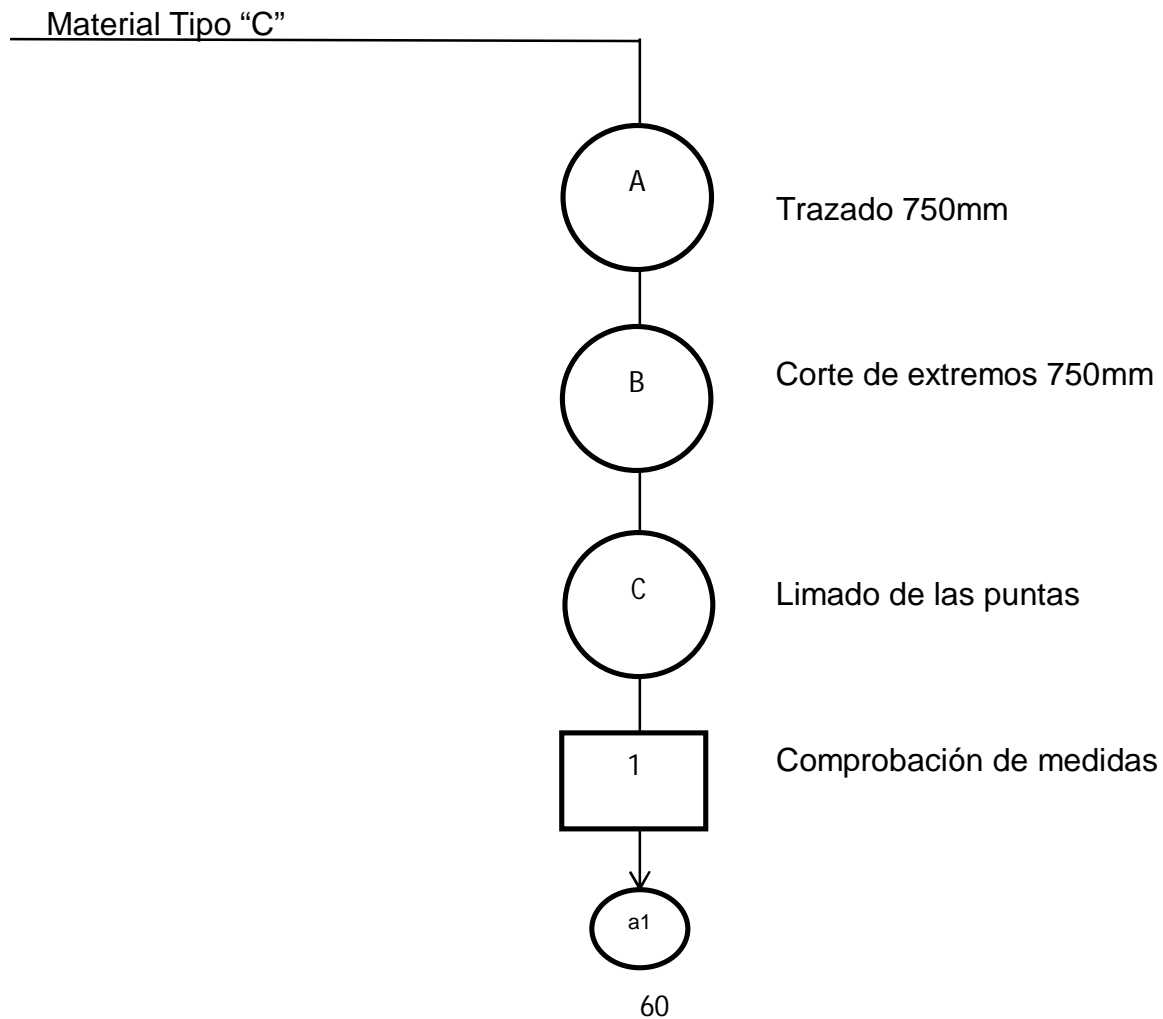 Material Tipo “C”
A
Trazado 750mm
B
Corte de extremos 750mm
C
Limado de las puntas
1
Comprobación de medidas
a1
60